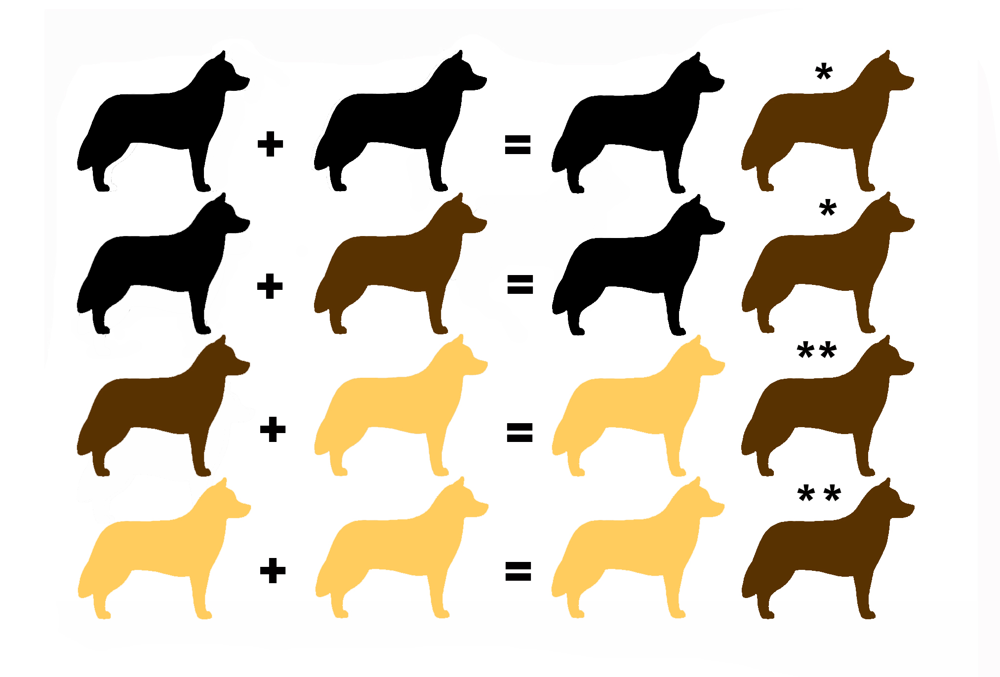 + = *
+ = *
+ = **
+ = * *